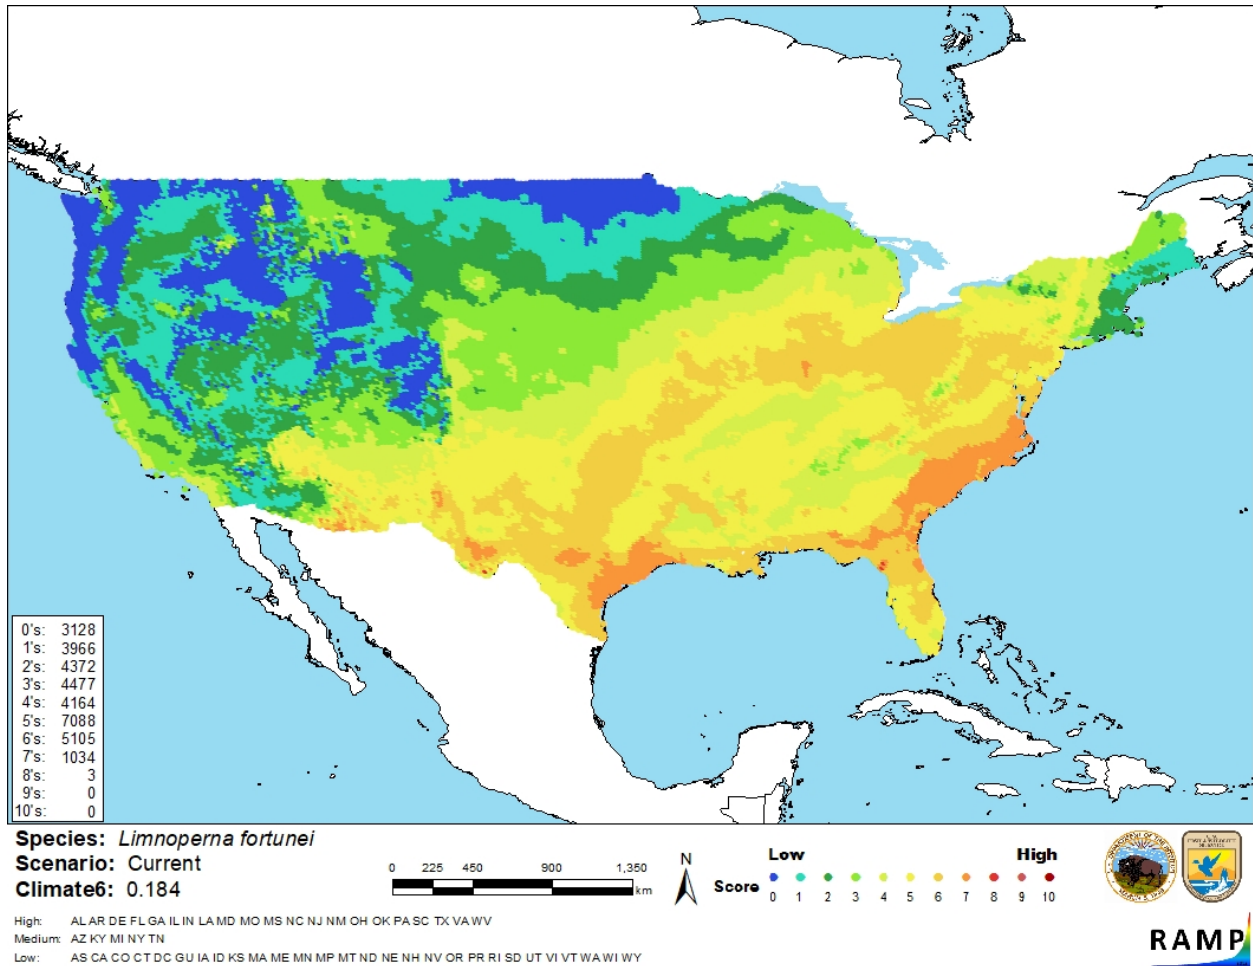 0's: 3128
1's: 3966
2's: 4372
3's: 4477
4's: 4164
5's: 7088
6's: 5105
7's: 1034
8's: 3
9's: 0
10's: 0
Species: Limnoperna fortunei
Scenario: Current
Climate6: 0.184
0 225 450 900 1,350
km
N
Low High
Score
0 1 2 3 4 5 6 7 8 9 10
High: AL AR DE FL GA IL IN LA MD MO MS NC NJ NM OH OK PA SC TX VA WV
Medium: AZ KY MI NY TN
Low: AS CA CO CT DC GU IA ID KS MA ME MN MP MT ND NE NH NV OR PR RI SD UT VI VT WA WI WY
RAMP